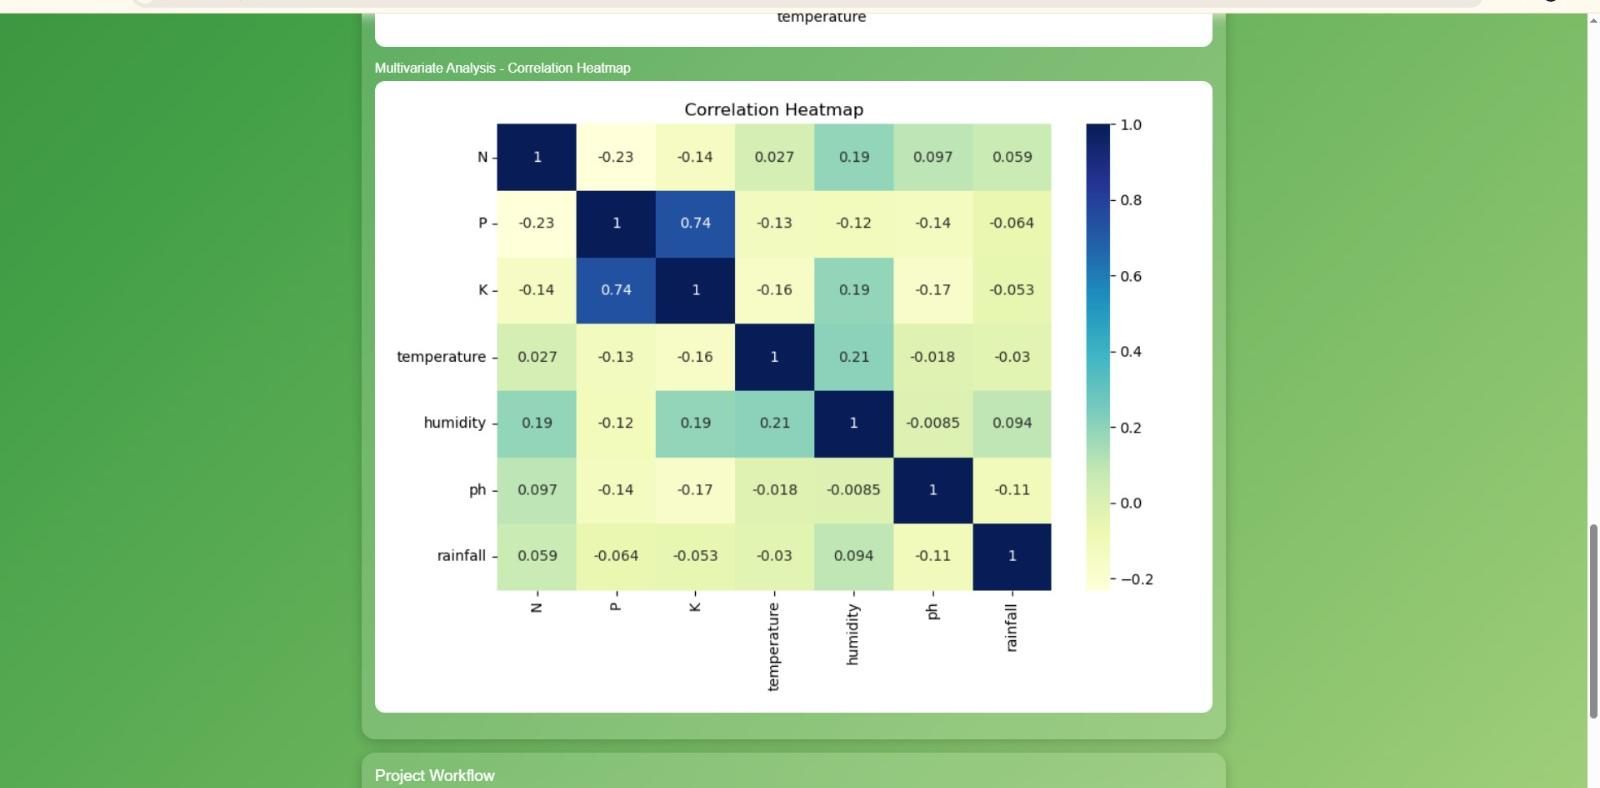 temperature
Multivariate Analysis - Correlation Heatmap
Correlation Heatmap
N 1 -0.23 -0.14 0.027 0.19 0.097 0.059
P -0.23 1 0.74 -0.13 -0.12 -0.14 -0.064
K -0.14 0.74 1 -0.16 0.19 -0.17 -0.053
temperature 0.027 -0.13 -0.16 1 0.21 -0.018 -0.03
humidity 0.19 -0.12 0.19 0.21 1 -0.0085 0.094
ph 0.097 -0.14 -0.17 -0.018 -0.0085 1 -0.11
rainfall 0.059 -0.064 -0.053 -0.03 0.094 -0.11 1
N P K temperature humidity ph rainfall
1.0
0.8
0.6
0.4
0.2
0.0
−0.2
Project Workflow